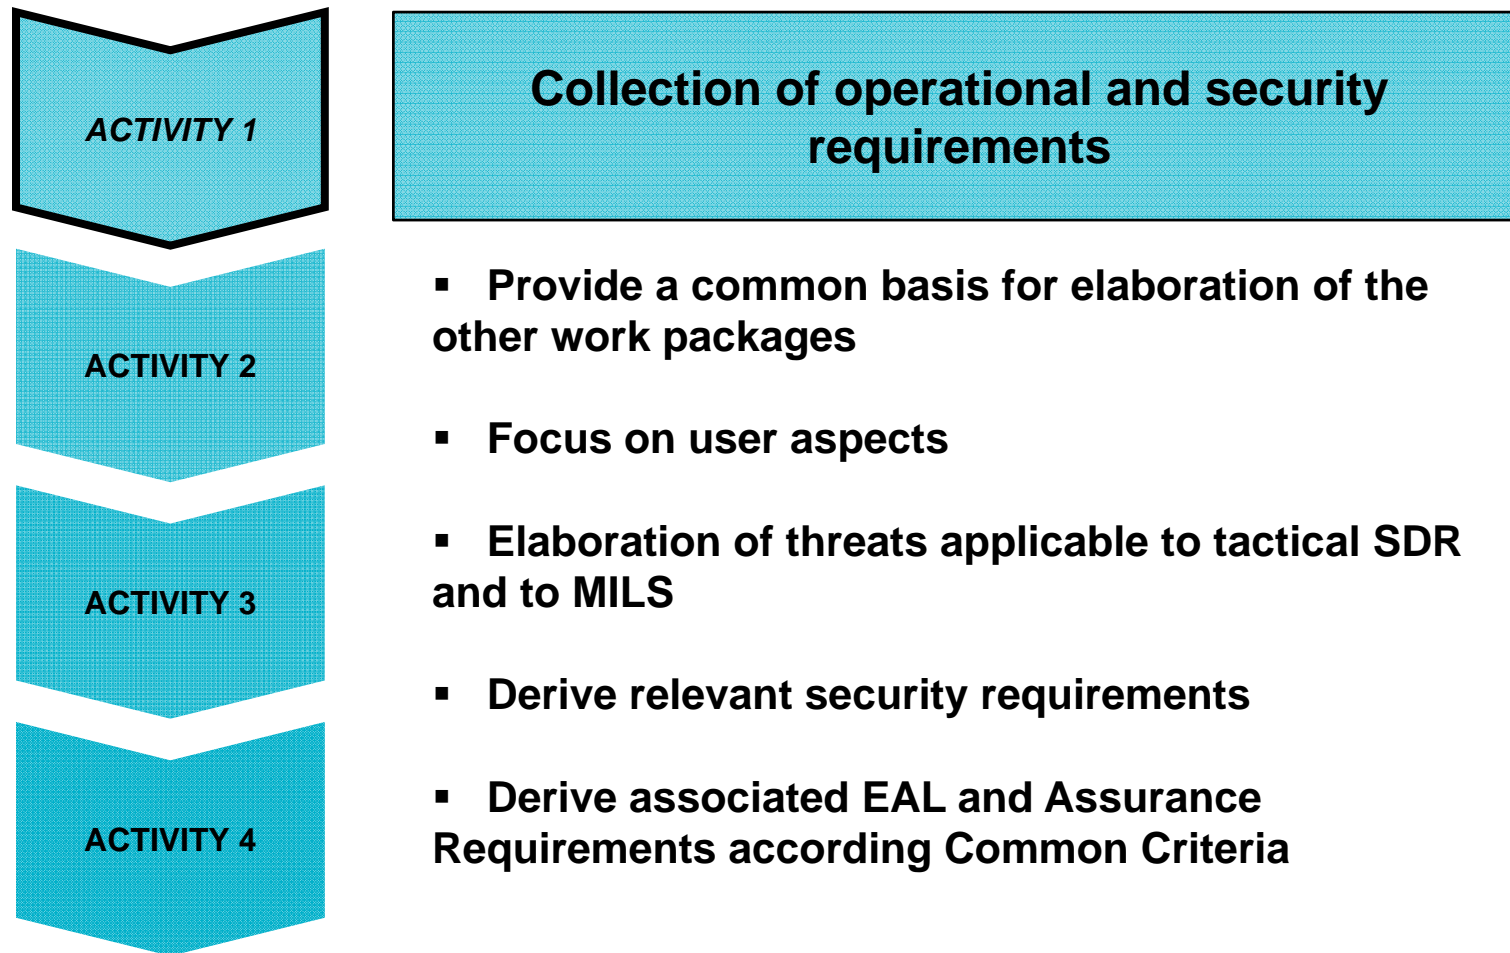 ACTIVITY 1
Collection of operational and security
requirements
ACTIVITY 2
ACTIVITY 3
ACTIVITY 4
▪ Provide a common basis for elaboration of the
other work packages
▪ Focus on user aspects
▪ Elaboration of threats applicable to tactical SDR
and to MILS
▪ Derive relevant security requirements
▪ Derive associated EAL and Assurance
Requirements according Common Criteria